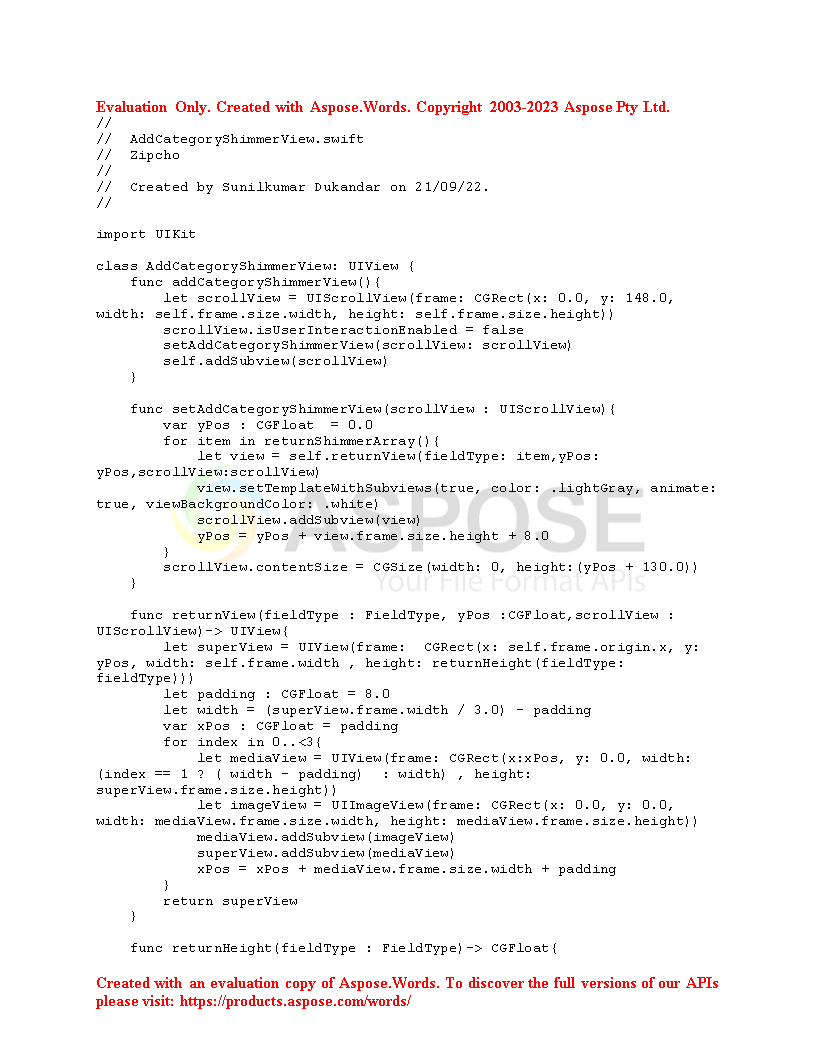 Evaluation Only. Created with Aspose.Words. Copyright 2003-2023 Aspose Pty Ltd.
//
//  AddCategoryShimmerView.swift
//  Zipcho
//
//  Created by Sunilkumar Dukandar on 21/09/22.
//

import UIKit

class AddCategoryShimmerView: UIView {
    func addCategoryShimmerView(){
        let scrollView = UIScrollView(frame: CGRect(x: 0.0, y: 148.0,
width: self.frame.size.width, height: self.frame.size.height))
        scrollView.isUserInteractionEnabled = false
        setAddCategoryShimmerView(scrollView: scrollView)
        self.addSubview(scrollView)
    }

    func setAddCategoryShimmerView(scrollView : UIScrollView){
        var yPos : CGFloat  = 0.0
        for item in returnShimmerArray(){
            let view = self.returnView(fieldType: item,yPos:
yPos,scrollView:scrollView)
            view.setTemplateWithSubviews(true, color: .lightGray, animate:
true, viewBackgroundColor: .white)
            scrollView.addSubview(view)
            yPos = yPos + view.frame.size.height + 8.0
        }
        scrollView.contentSize = CGSize(width: 0, height:(yPos + 130.0))
    }
ASPOSE
Your File Format APIs

    func returnView(fieldType : FieldType, yPos :CGFloat,scrollView :
UIScrollView)-> UIView{
        let superView = UIView(frame:  CGRect(x: self.frame.origin.x, y:
yPos, width: self.frame.width , height: returnHeight(fieldType:
fieldType)))
        let padding : CGFloat = 8.0
        let width = (superView.frame.width / 3.0) - padding
        var xPos : CGFloat = padding
        for index in 0..<3{
            let mediaView = UIView(frame: CGRect(x:xPos, y: 0.0, width:
(index == 1 ? ( width - padding)  : width) , height:
superView.frame.size.height))
            let imageView = UIImageView(frame: CGRect(x: 0.0, y: 0.0,
width: mediaView.frame.size.width, height: mediaView.frame.size.height))
            mediaView.addSubview(imageView)
            superView.addSubview(mediaView)
            xPos = xPos + mediaView.frame.size.width + padding
        }
        return superView
    }

    func returnHeight(fieldType : FieldType)-> CGFloat{

Created with an evaluation copy of Aspose.Words. To discover the full versions of our APIs
please visit: https://products.aspose.com/words/